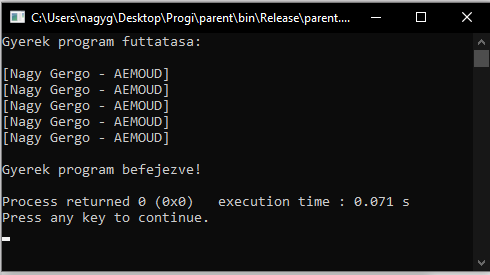 C:\Users\nagyg\Desktop\Progi\parent\bin\Release\parent....
Gyerek program futtatasa:
[Nagy Gergo - AEMOUD]
[Nagy Gergo - AEMOUD]
[Nagy Gergo - AEMOUD]
[Nagy Gergo - AEMOUD]
[Nagy Gergo - AEMOUD]
Gyerek program befejezve!
Process returned 0 (0x0)   execution time : 0.071 s
Press any key to continue.